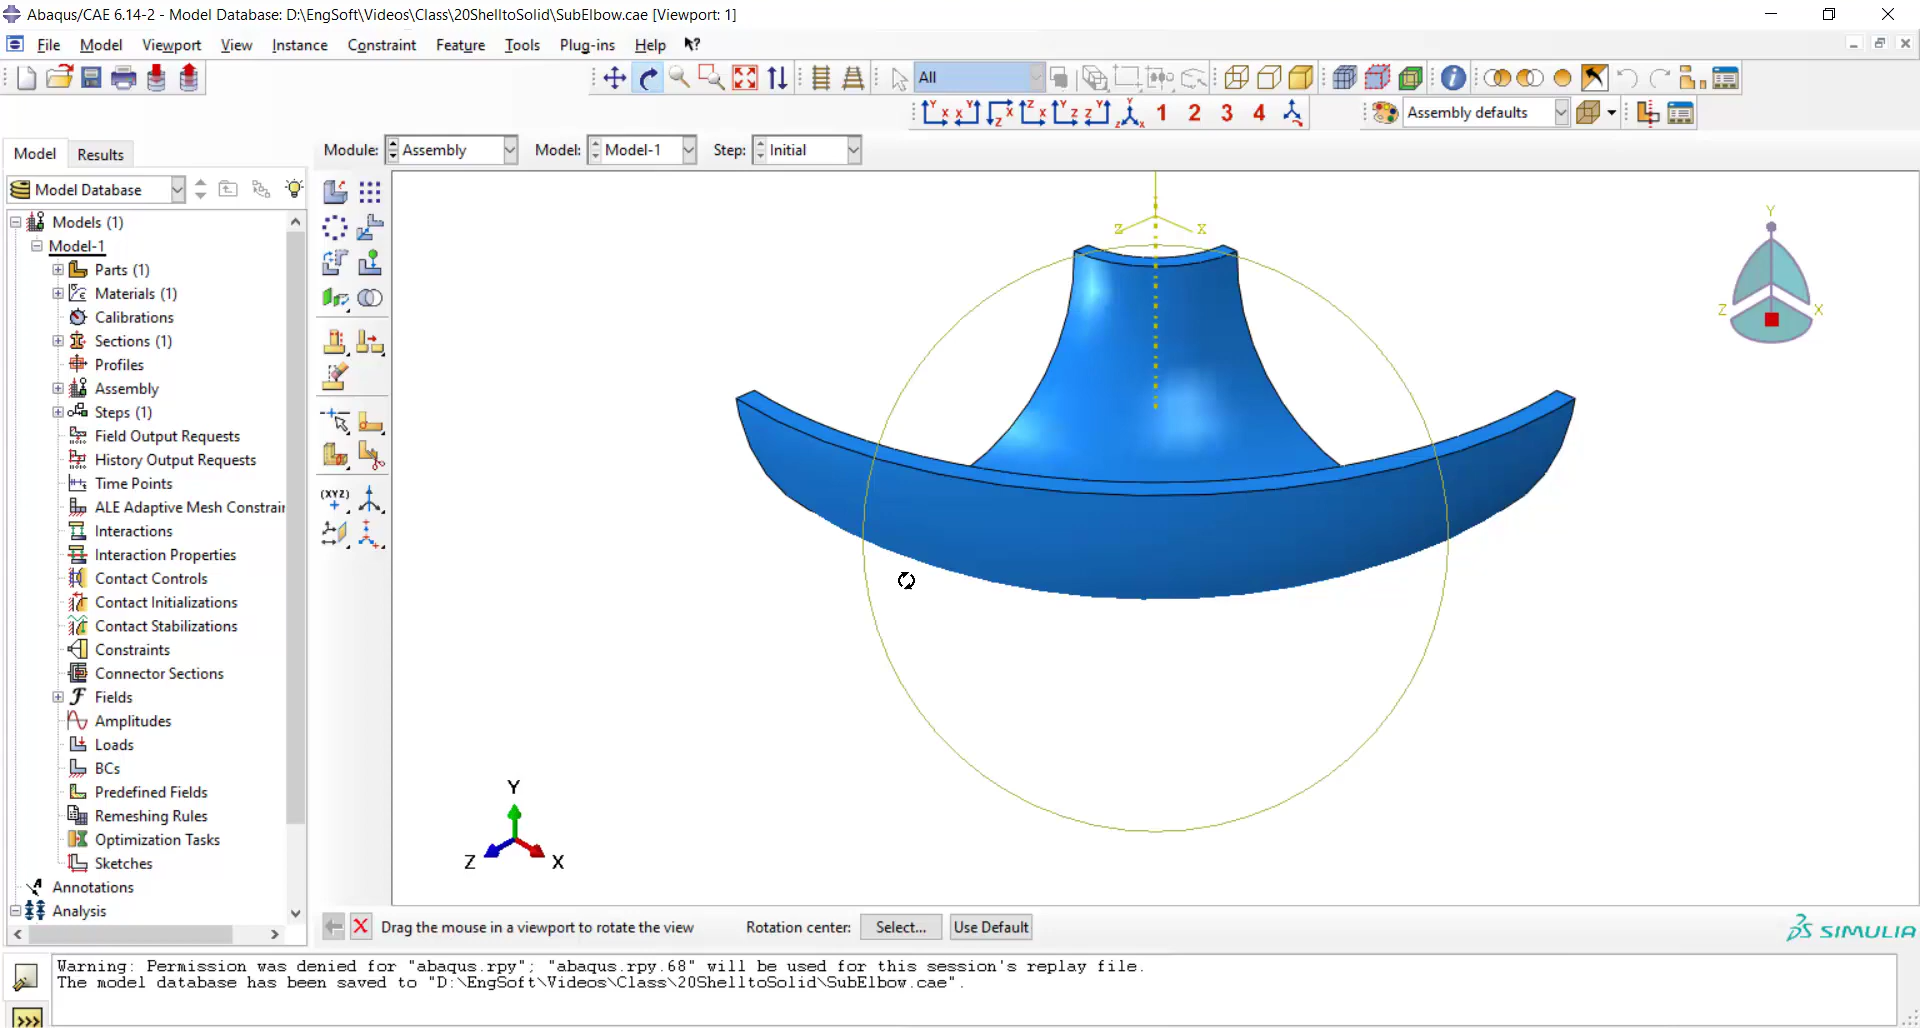 Abaqus/CAE 6.14-2 - Model Database: D:\EngSoft\Videos\Class\20ShelltoSolid\SubElbow.cae [Viewport: 1]
File Model Viewport View Instance Constraint Feature Tools Plug-ins Help
All
1 2 3 4 Assembly defaults
Model Results
Module: Assembly Model: Model-1 Step: Initial
Model Database
Models (1)
Model-1
Parts (1)
Materials (1)
Calibrations
Sections (1)
Profiles
Assembly
Steps (1)
Field Output Requests
History Output Requests
Time Points
ALE Adaptive Mesh Constrain
Interactions
Interaction Properties
Contact Controls
Contact Initializations
Contact Stabilizations
Constraints
Connector Sections
Fields
Amplitudes
Loads
BCs
Predefined Fields
Remeshing Rules
Optimization Tasks
Sketches
Annotations
Analysis
(XYZ)
Z X
Y
Z X
Y
Z X
Drag the mouse in a viewport to rotate the view Rotation center: Select... Use Default
SIMULIA
Warning: Permission was denied for "abaqus.rpy"; "abaqus.rpy.68" will be used for this session's replay file.
The model database has been saved to "D:\EngSoft\Videos\Class\20ShelltoSolid\SubElbow.cae".
>>>